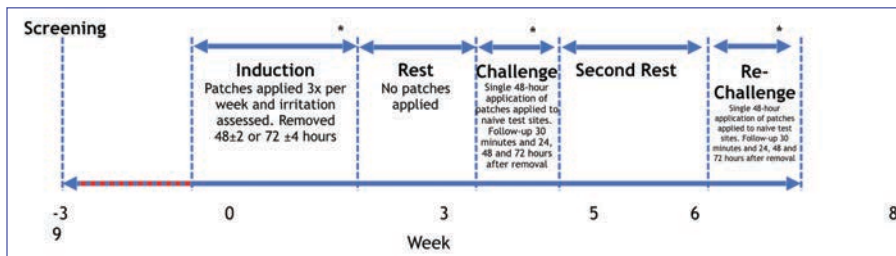 Screening
* * *
Induction
Patches applied 3x per
week and irritation
assessed. Removed
48±2 or 72 ±4 hours
Rest
No patches
applied
Challenge
Single 48-hour
application of
patches applied to
naive test sites.
Follow-up 30
minutes and 24,
48 and 72 hours
after removal
Second Rest
Re-
Challenge
Single 48-hour
application of patches
applied to naive test
sites. Follow-up 30
minutes and 24, 48 and
72 hours after removal
-3 0 3 5 6 8
9
Week